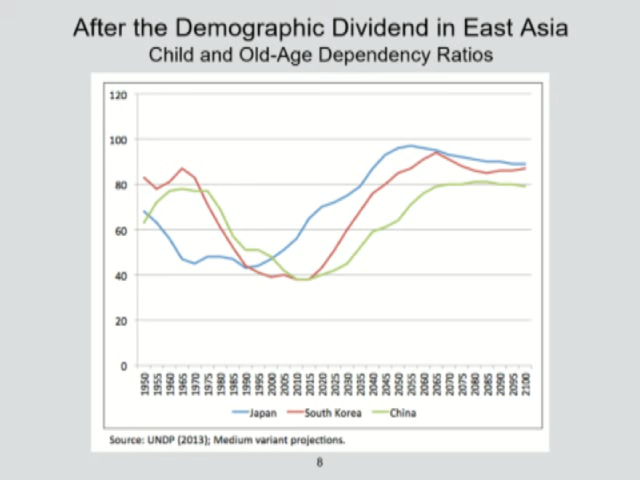 After the Demographic Dividend in East Asia
Child and Old-Age Dependency Ratios
120
100
80
60
40
20
0
1950 1955 1960 1965 1970 1975 1980 1985 1990 1995 2000 2005 2010 2015 2020 2025 2030 2035 2040 2045 2050 2055 2060 2065 2070 2075 2080 2085 2090 2095 2100
Japan South Korea China
Source: UNDP (2013); Medium variant projections.
8